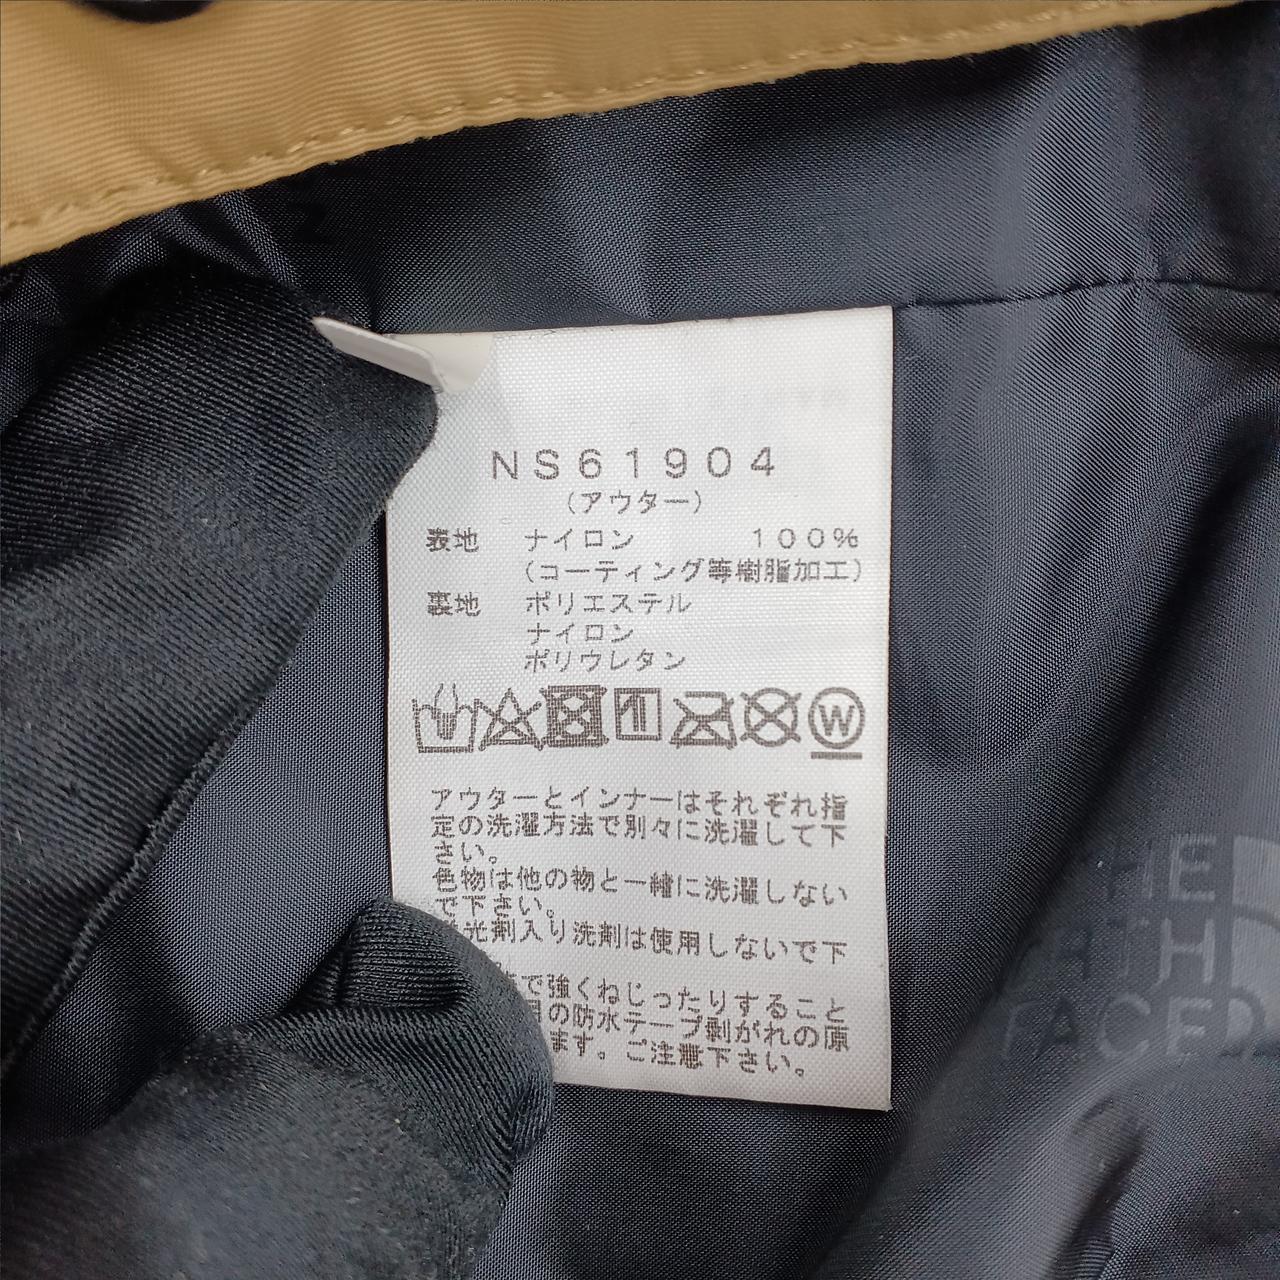 NS61904
(アウター)
表地 ナイロン 100%
(コーティング等樹脂加工)
裏地 ポリエステル
ナイロン
ポリウレタン
W
アウターとインナーはそれぞれ指
定の洗濯方法で別々に洗濯して下
さい。
色物は他の物と一緒に洗濯しない
で下さい。
光剤入り洗剤は使用しないで下
で強くねじったりすること
の防水テープ剥がれの原
ます。ご注意下さい。
THE
NORTH
FACE